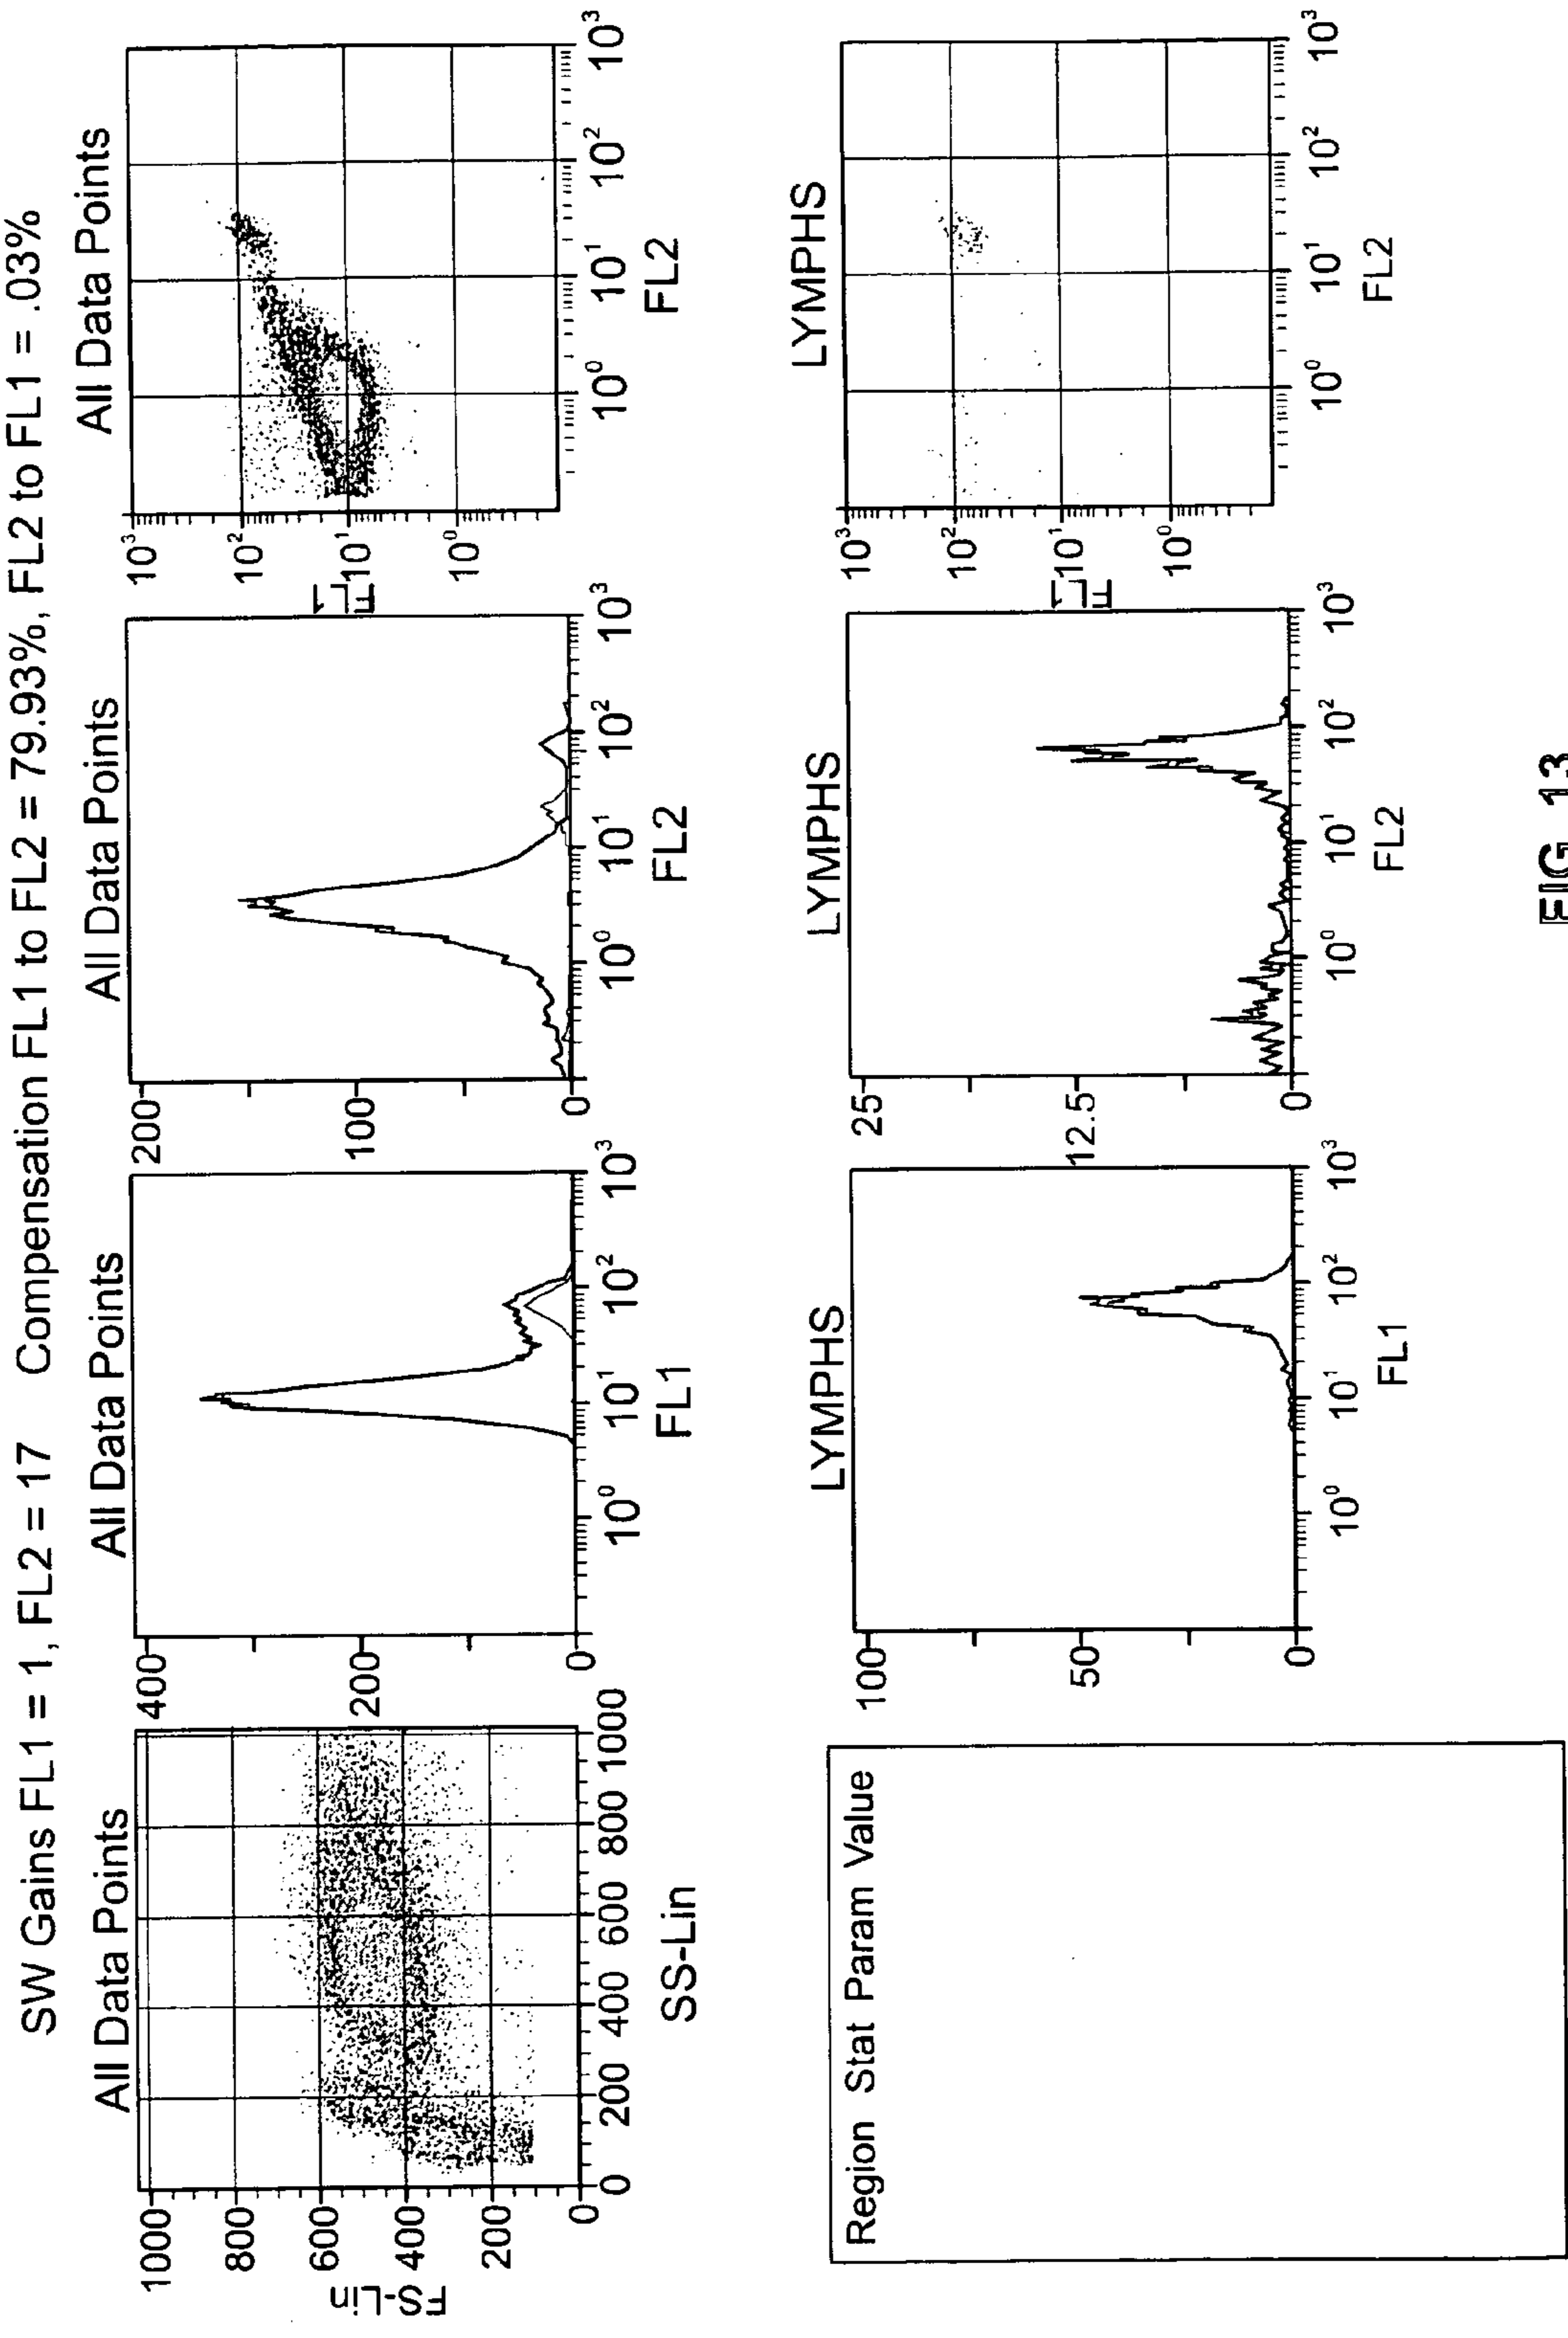 SW Gains FL1 = 1, FL2 = 17 Compensation FL1 to FL2 = 79.93%, FL2 to FL1 = .03%
All Data Points
1000
800
600
400
200
0
FS-Lin
0 200 400 600 800 1000
SS-Lin
All Data Points
400
200
0
10⁰ 10¹ 10² 10³
FL1
All Data Points
200
100
0
10⁰ 10¹ 10² 10³
FL2
All Data Points
10³
10²
10¹
10⁰
FL1
10⁰ 10¹ 10² 10³
FL2
Region Stat Param Value
LYMPHS
100
50
0
10⁰ 10¹ 10² 10³
FL1
LYMPHS
25
12.5
0
10⁰ 10¹ 10² 10³
FL2
LYMPHS
10³
10²
10¹
10⁰
FL1
10⁰ 10¹ 10² 10³
FL2
FIG. 13